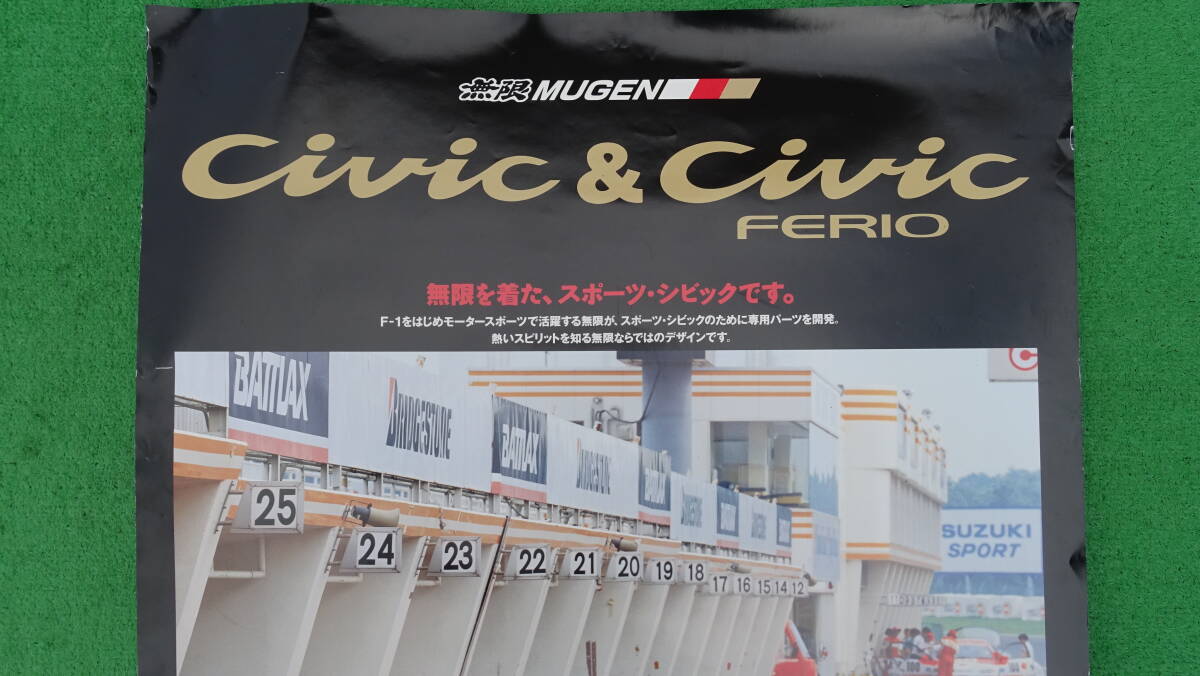 無限 MUGEN
Civic & Civic
FERIO
無限を着た、スポーツ・シビックです。
F-1をはじめモータースポーツで活躍する無限が、スポーツ・シビックのために専用パーツを開発。
熱いスピリットを知る無限ならではのデザインです。
BATTLAX
BRIDGESTONE
BATTLAX
BRIDGESTONE
BATTLAX
BRIDGESTONE
25
24
23
22
21
20
19
18
17
16
15
14
12
SUZUKI
SPORT
100